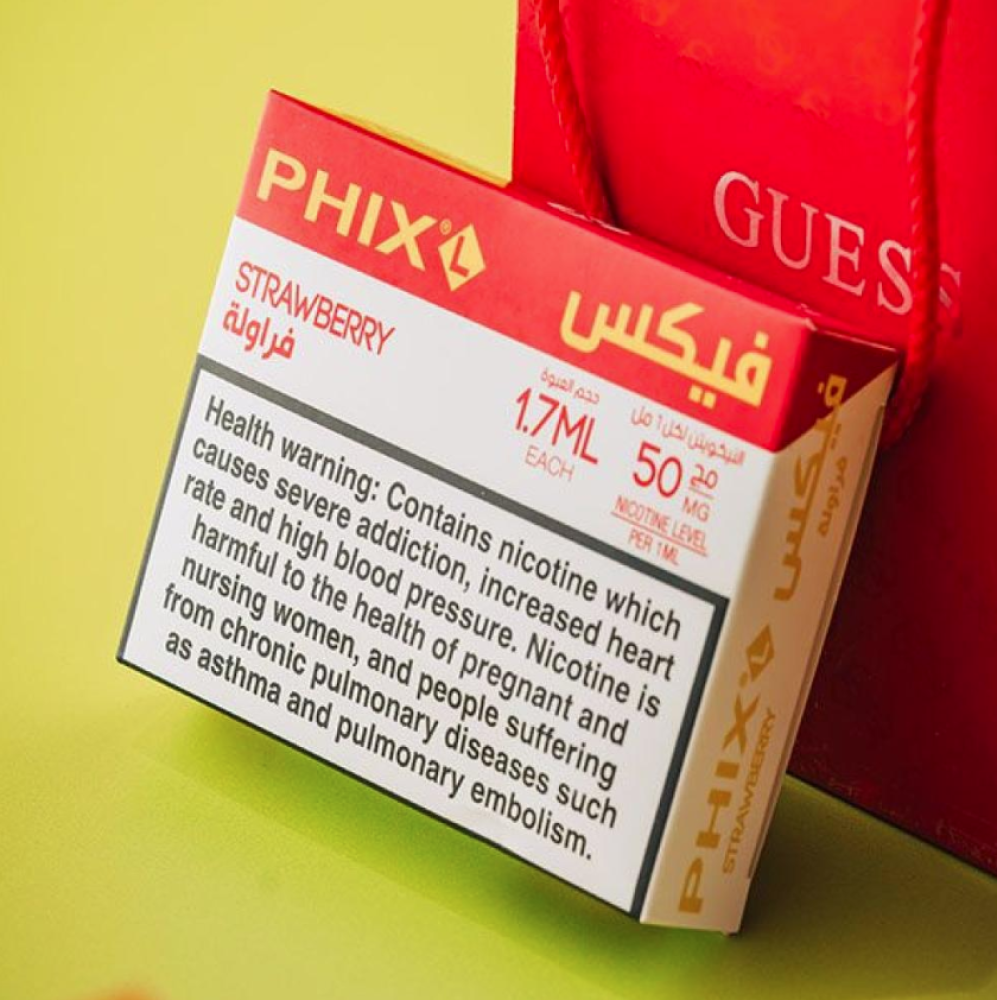 GUESS
PHIX® L
فيكس
STRAWBERRY
فراولة
حجم العبوة
1.7ML
EACH
النيكوتين لكل 1 مل
50 مج
MG
NICOTINE LEVEL
PER 1ML
Health warning: Contains nicotine which
causes severe addiction, increased heart
rate and high blood pressure. Nicotine is
harmful to the health of pregnant and
nursing women, and people suffering
from chronic pulmonary diseases such
as asthma and pulmonary embolism.
فيكس
فراولة
PHIX L
STRAWBERRY